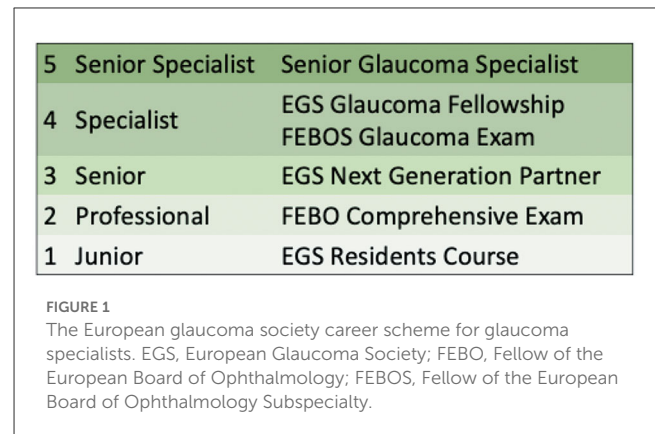 5 Senior Specialist Senior Glaucoma Specialist
4 Specialist EGS Glaucoma Fellowship
FEBOS Glaucoma Exam
3 Senior EGS Next Generation Partner
2 Professional FEBO Comprehensive Exam
1 Junior EGS Residents Course
FIGURE 1
The European glaucoma society career scheme for glaucoma
specialists. EGS, European Glaucoma Society; FEBO, Fellow of the
European Board of Ophthalmology; FEBOS, Fellow of the European
Board of Ophthalmology Subspecialty.